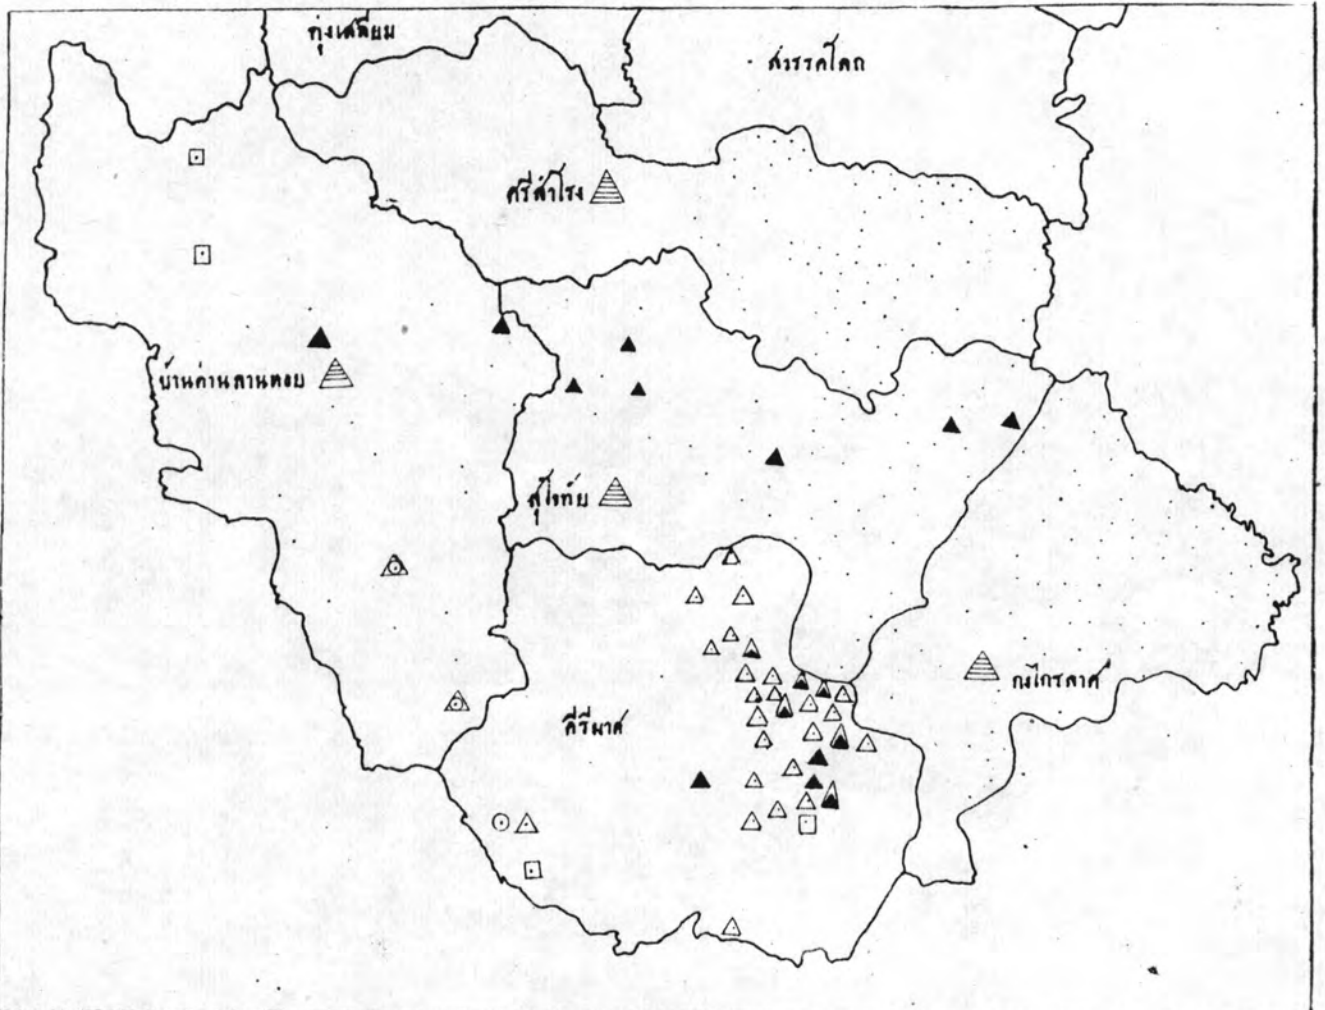 ทุ่งเสลี่ยม
สวรรคโลก
ศรีสำโรง
บ้านด่านลานหอย
สุโขทัย
กงไกรลาศ
คีรีมาศ